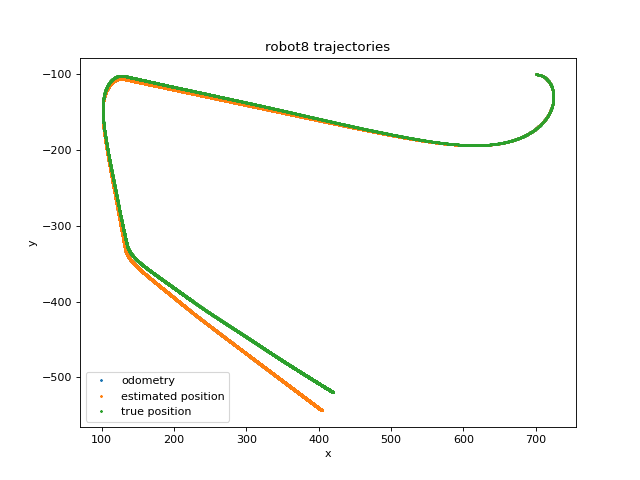 robot8 trajectories
−100
−200
−300
−400
−500
y
odometry
estimated position
true position
100 200 300 400 500 600 700
x